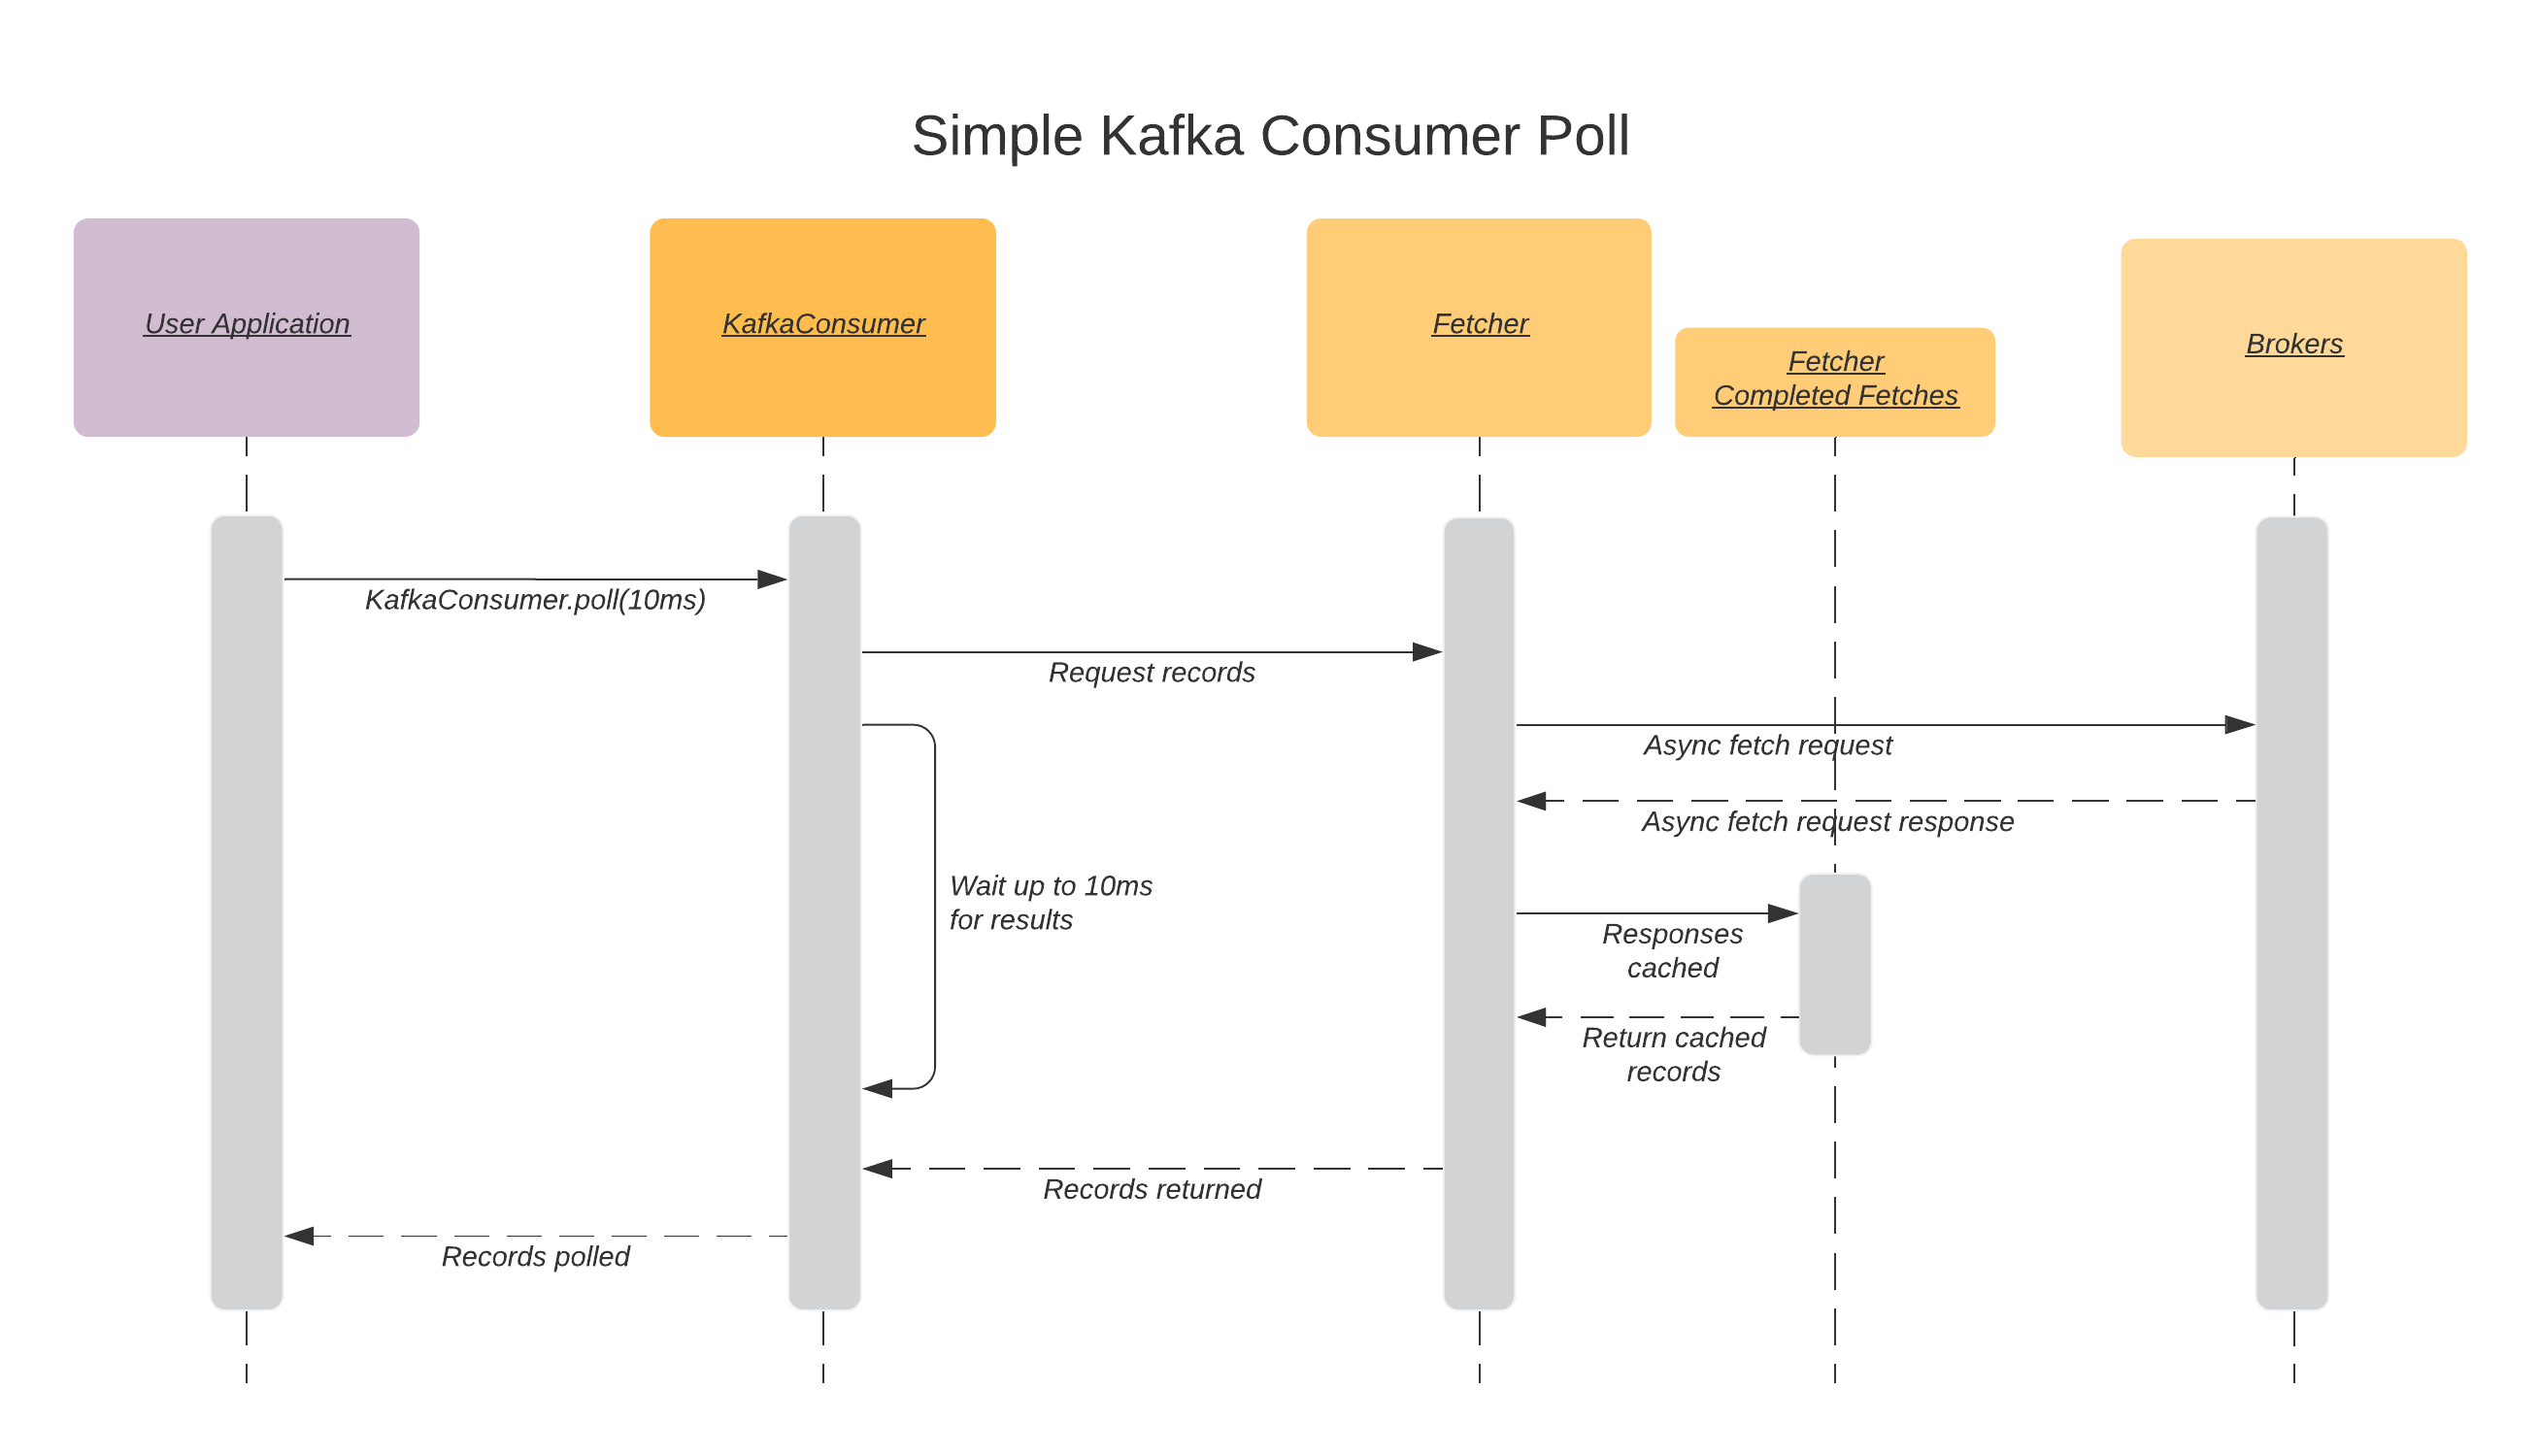 Simple Kafka Consumer Poll
User Application
KafkaConsumer
Fetcher
Fetcher
Completed Fetches
Brokers
KafkaConsumer.poll(10ms)
Request records
Async fetch request
Async fetch request response
Wait up to 10ms
for results
Responses
cached
Return cached
records
Records returned
Records polled